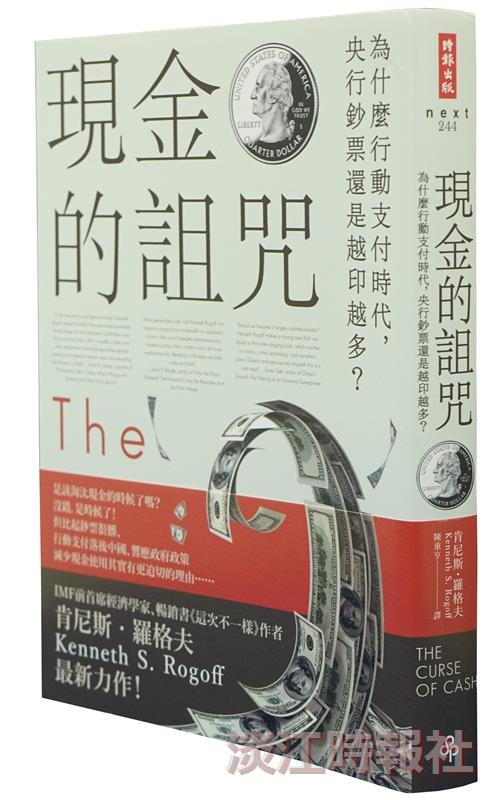 現金
的詛咒
UNITED STATES OF AMERICA
LIBERTY
IN GOD WE TRUST
S
QUARTER DOLLAR
為什麼行動支付時代，
央行鈔票還是越印越多？
The
是該淘汰現金的時候了嗎？
沒錯，是時候了！
但比起鈔票很髒、
行動支付落後中國、響應政府政策
減少現金使用其實有更迫切的理由……
IMF前首席經濟學家、暢銷書《這次不一樣》作者
肯尼斯·羅格夫
Kenneth S. Rogoff
最新力作！
時報出版
next
244
現金的詛咒
為什麼行動支付時代，央行鈔票還是越印越多？
UNITED STATES OF AMERICA
LIBERTY
QUARTER DOLLAR
肯尼斯·羅格夫
Kenneth S. Rogoff
陳重亨——譯
THE
CURSE
OF CASH
淡江時報社